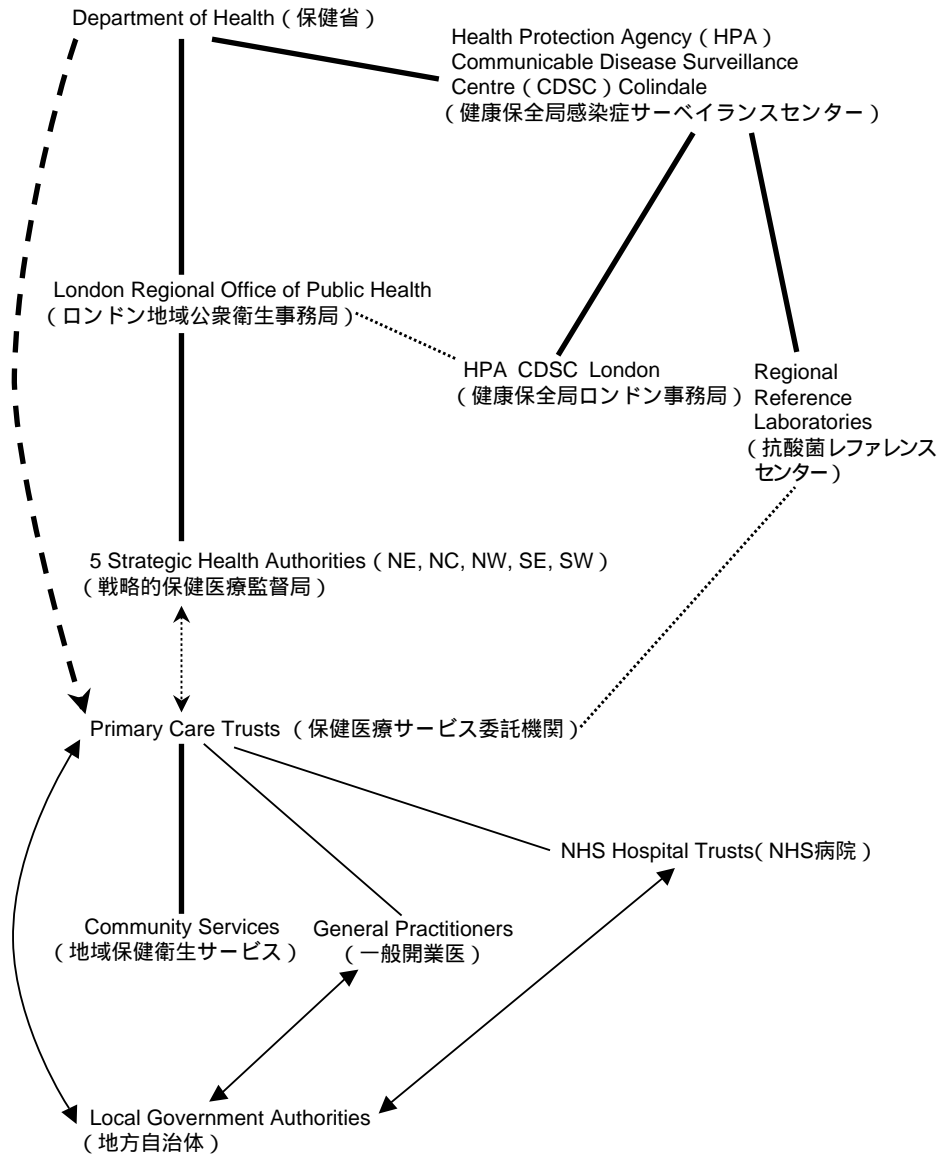 Department of Health（保健省）
Health Protection Agency（HPA）
Communicable Disease Surveillance
Centre（CDSC）Colindale
（健康保全局感染症サーベイランスセンター）
London Regional Office of Public Health
（ロンドン地域公衆衛生事務局）
HPA CDSC London
（健康保全局ロンドン事務局）
Regional
Reference
Laboratories
（抗酸菌レファレンス
センター）
5 Strategic Health Authorities（NE, NC, NW, SE, SW）
（戦略的保健医療監督局）
Primary Care Trusts （保健医療サービス委託機関）
NHS Hospital Trusts（NHS病院）
Community Services
（地域保健衛生サービス）
General Practitioners
（一般開業医）
Local Government Authorities
（地方自治体）